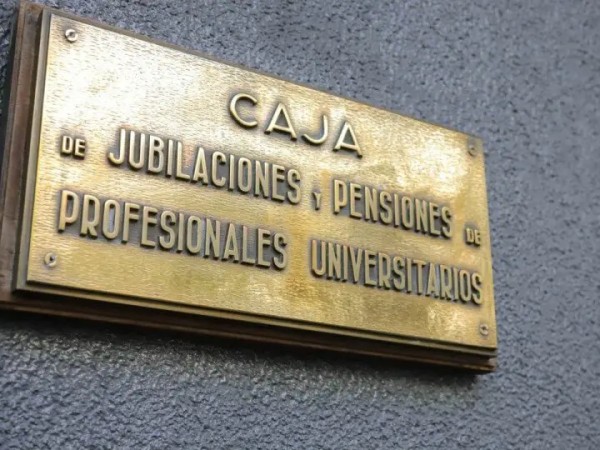 CAJA
DE JUBILACIONES Y PENSIONES DE
PROFESIONALES UNIVERSITARIOS